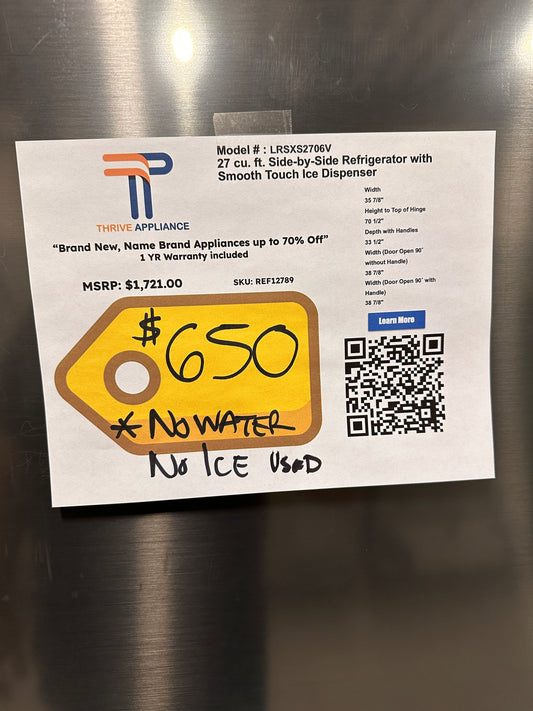 THRIVE APPLIANCE
Model # : LRSXS2706V
27 cu. ft. Side-by-Side Refrigerator with
Smooth Touch Ice Dispenser
"Brand New, Name Brand Appliances up to 70% Off"
1 YR Warranty included
MSRP: $1,721.00
SKU: REF12789
$650
* NO WATER
NO ICE USED
Width
35 7/8"
Height to Top of Hinge
70 1/2"
Depth with Handles
33 1/2"
Width (Door Open 90˚
without Handle)
38 7/8"
Width (Door Open 90˚ with
Handle)
38 7/8"
Learn More